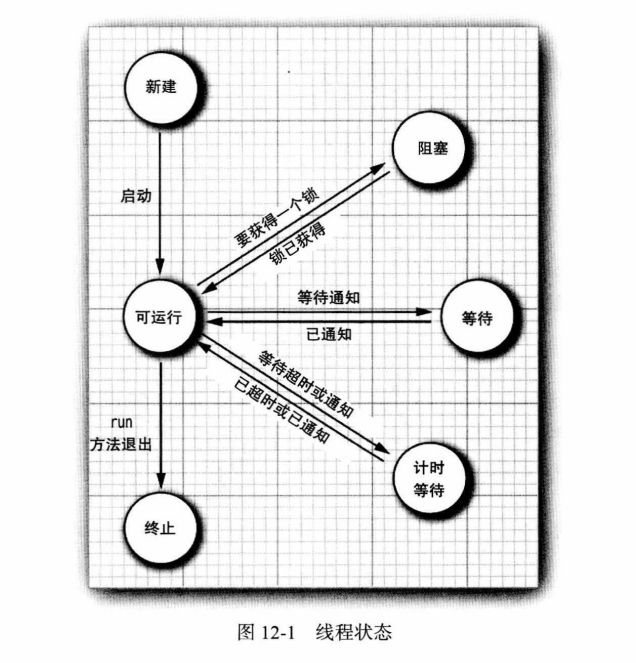 新建
阻塞
启动
要获得一个锁
锁已获得
可运行
等待通知
已通知
等待
等待超时或通知
已超时或已通知
run
方法退出
计时
等待
终止
图 12-1 线程状态